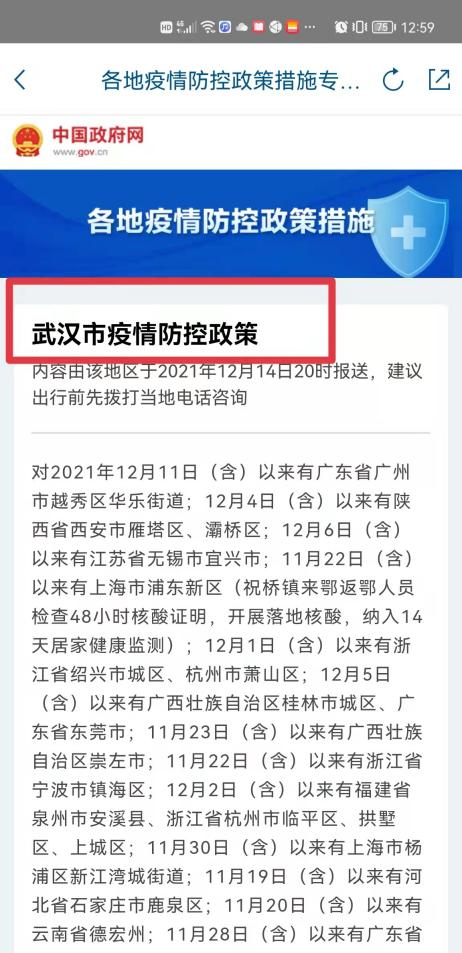 HD 4G 75 12:59
各地疫情防控政策措施专...
中国政府网
www.gov.cn
各地疫情防控政策措施
武汉市疫情防控政策
内容由该地区于2021年12月14日20时报送，建议
出行前先拨打当地电话咨询
对2021年12月11日（含）以来有广东省广州
市越秀区华乐街道；12月4日（含）以来有陕
西省西安市雁塔区、灞桥区；12月6日（含）
以来有江苏省无锡市宜兴市；11月22日（含）
以来有上海市浦东新区（祝桥镇来鄂返鄂人员
检查48小时核酸证明，开展落地核酸，纳入14
天居家健康监测）；12月1日（含）以来有浙
江省绍兴市城区、杭州市萧山区；12月5日
（含）以来有广西壮族自治区桂林市城区、广
东省东莞市；11月23日（含）以来有广西壮族
自治区崇左市；11月22日（含）以来有浙江省
宁波市镇海区；12月2日（含）以来有福建省
泉州市安溪县、浙江省杭州市临平区、拱墅
区、上城区；11月30日（含）以来有上海市杨
浦区新江湾城街道；11月19日（含）以来有河
北省石家庄市鹿泉区；11月20日（含）以来有
云南省德宏州；11月28日（含）以来有广东省